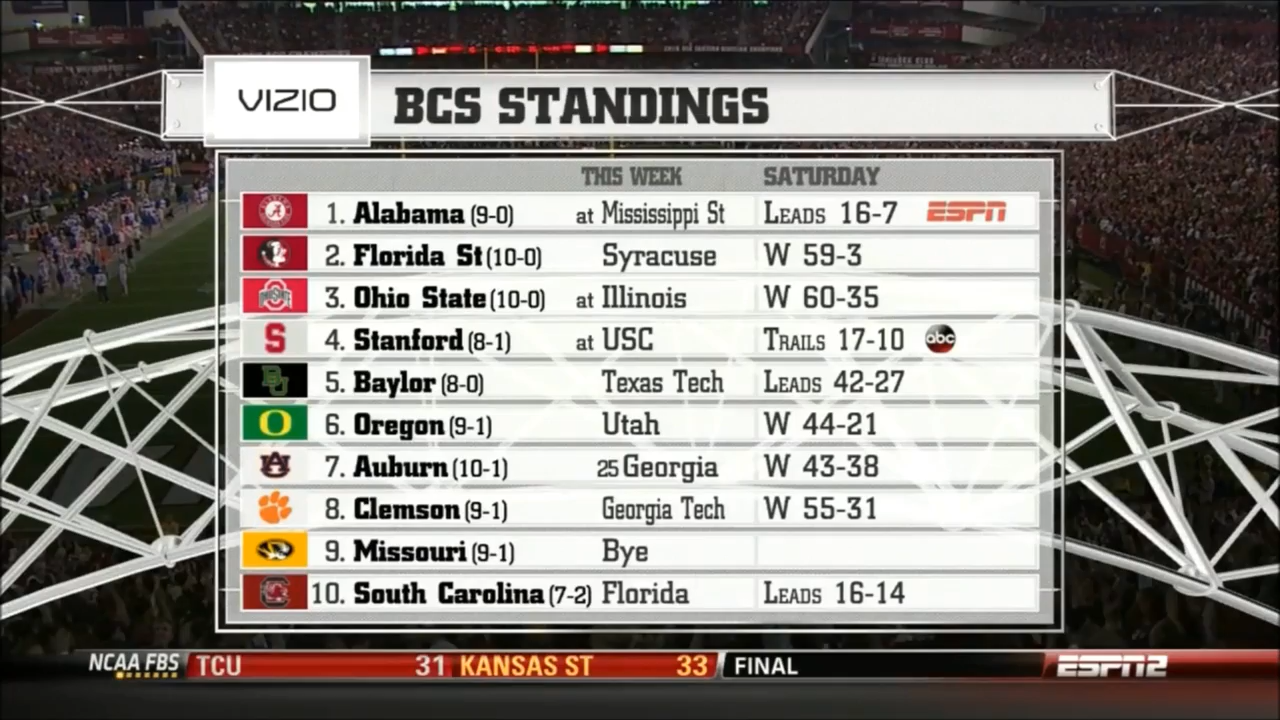 VIZIO BCS STANDINGS
THIS WEEK SATURDAY
1. Alabama (9-0) at Mississippi St LEADS 16-7 ESPN
2. Florida St (10-0) Syracuse W 59-3
3. Ohio State (10-0) at Illinois W 60-35
4. Stanford (8-1) at USC TRAILS 17-10 abc
5. Baylor (8-0) Texas Tech LEADS 42-27
6. Oregon (9-1) Utah W 44-21
7. Auburn (10-1) 25 Georgia W 43-38
8. Clemson (9-1) Georgia Tech W 55-31
9. Missouri (9-1) Bye
10. South Carolina (7-2) Florida LEADS 16-14
NCAA FBS TCU 31 KANSAS ST 33 FINAL ESPN2